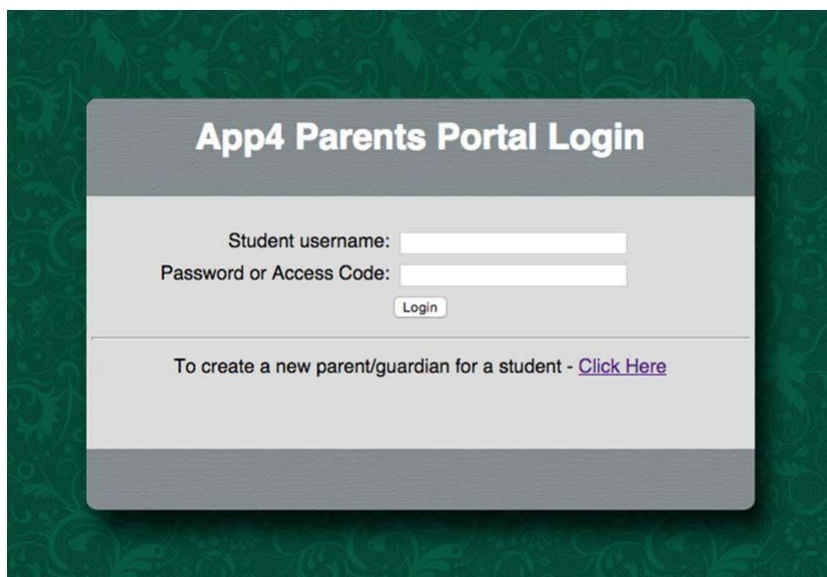 App4 Parents Portal Login
Student username:
Password or Access Code:
Login
To create a new parent/guardian for a student - Click Here